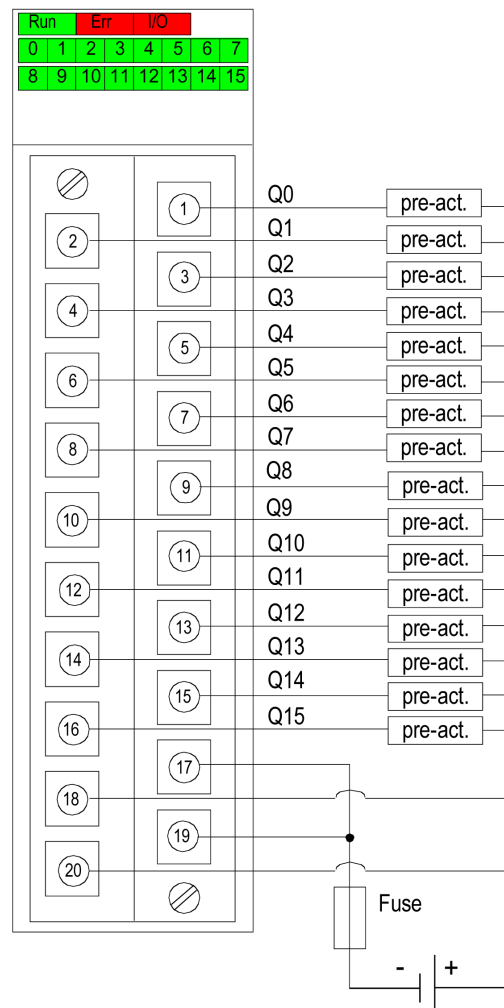 Run Err I/O
0 1 2 3 4 5 6 7
8 9 10 11 12 13 14 15
1 Q0 pre-act.
2 Q1 pre-act.
3 Q2 pre-act.
4 Q3 pre-act.
5 Q4 pre-act.
6 Q5 pre-act.
7 Q6 pre-act.
8 Q7 pre-act.
9 Q8 pre-act.
10 Q9 pre-act.
11 Q10 pre-act.
12 Q11 pre-act.
13 Q12 pre-act.
14 Q13 pre-act.
15 Q14 pre-act.
16 Q15 pre-act.
17
18
19
20
Fuse
- +